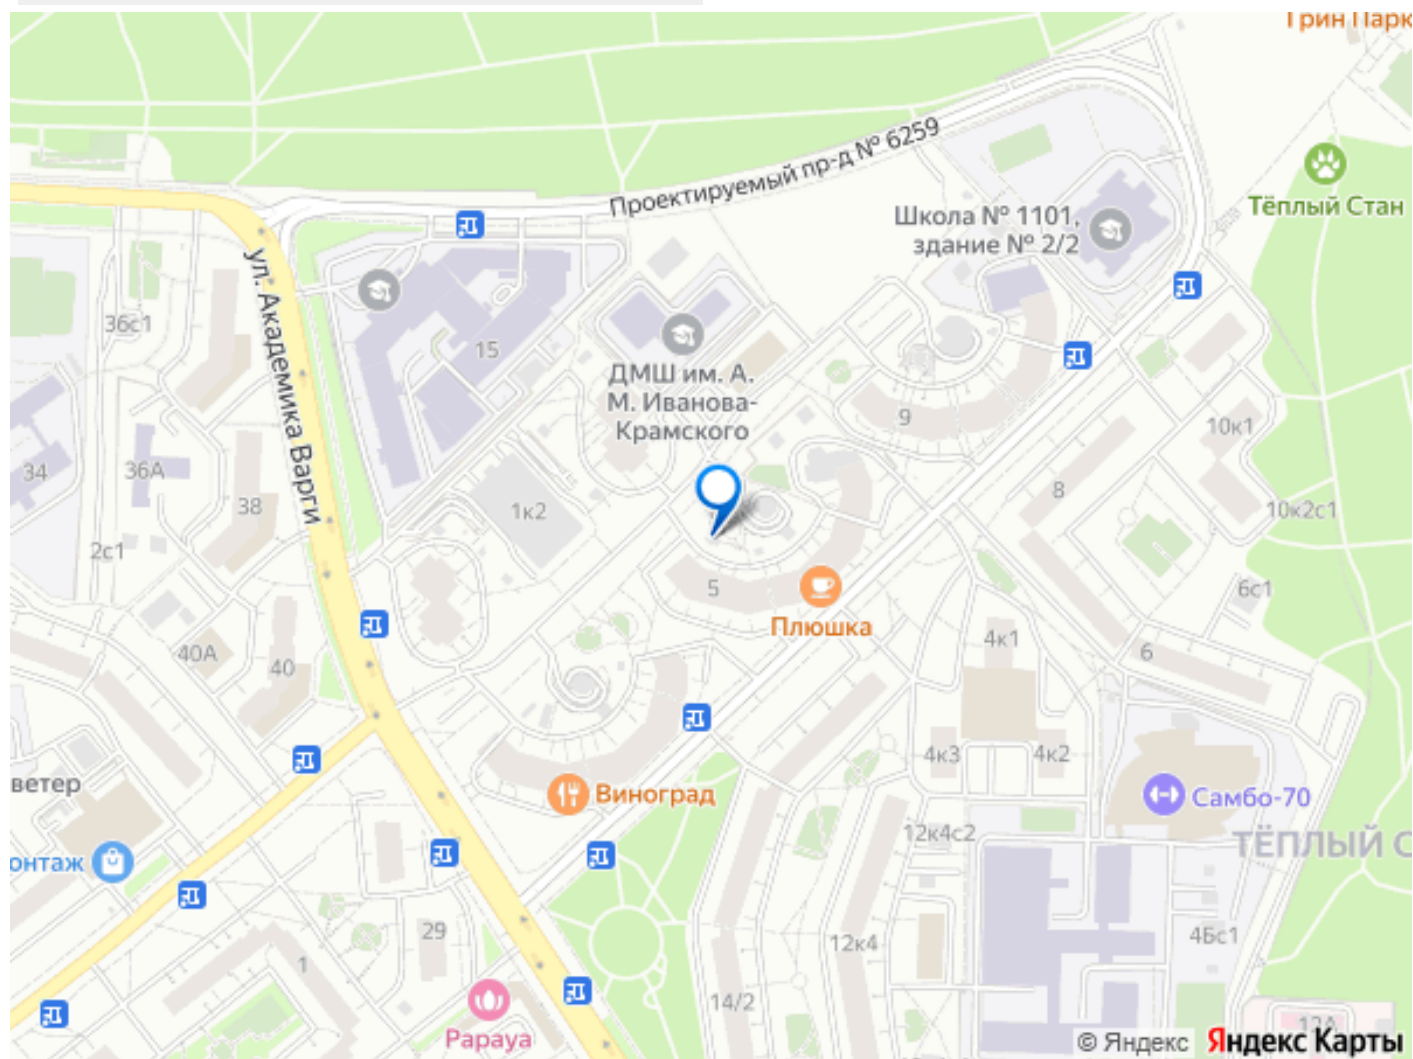 Грин Парк
Проектируемый пр-д № 6259
Тёплый Стан
Школа № 1101,
здание № 2/2
ул. Академика Варги
36с1
15
ДМШ им. А.
М. Иванова-
Крамского
9
10к1
34
36А
38
1к2
8
10к2с1
2с1
5
6с1
Плюшка
4к1
40А
40
6
4к3
4к2
ветер
Виноград
Самбо-70
12к4с2
ТЁПЛЫЙ С
онтаж
29
12к4
4Бс1
1
14/2
Papaya
12А
© Яндекс Яндекс Карты